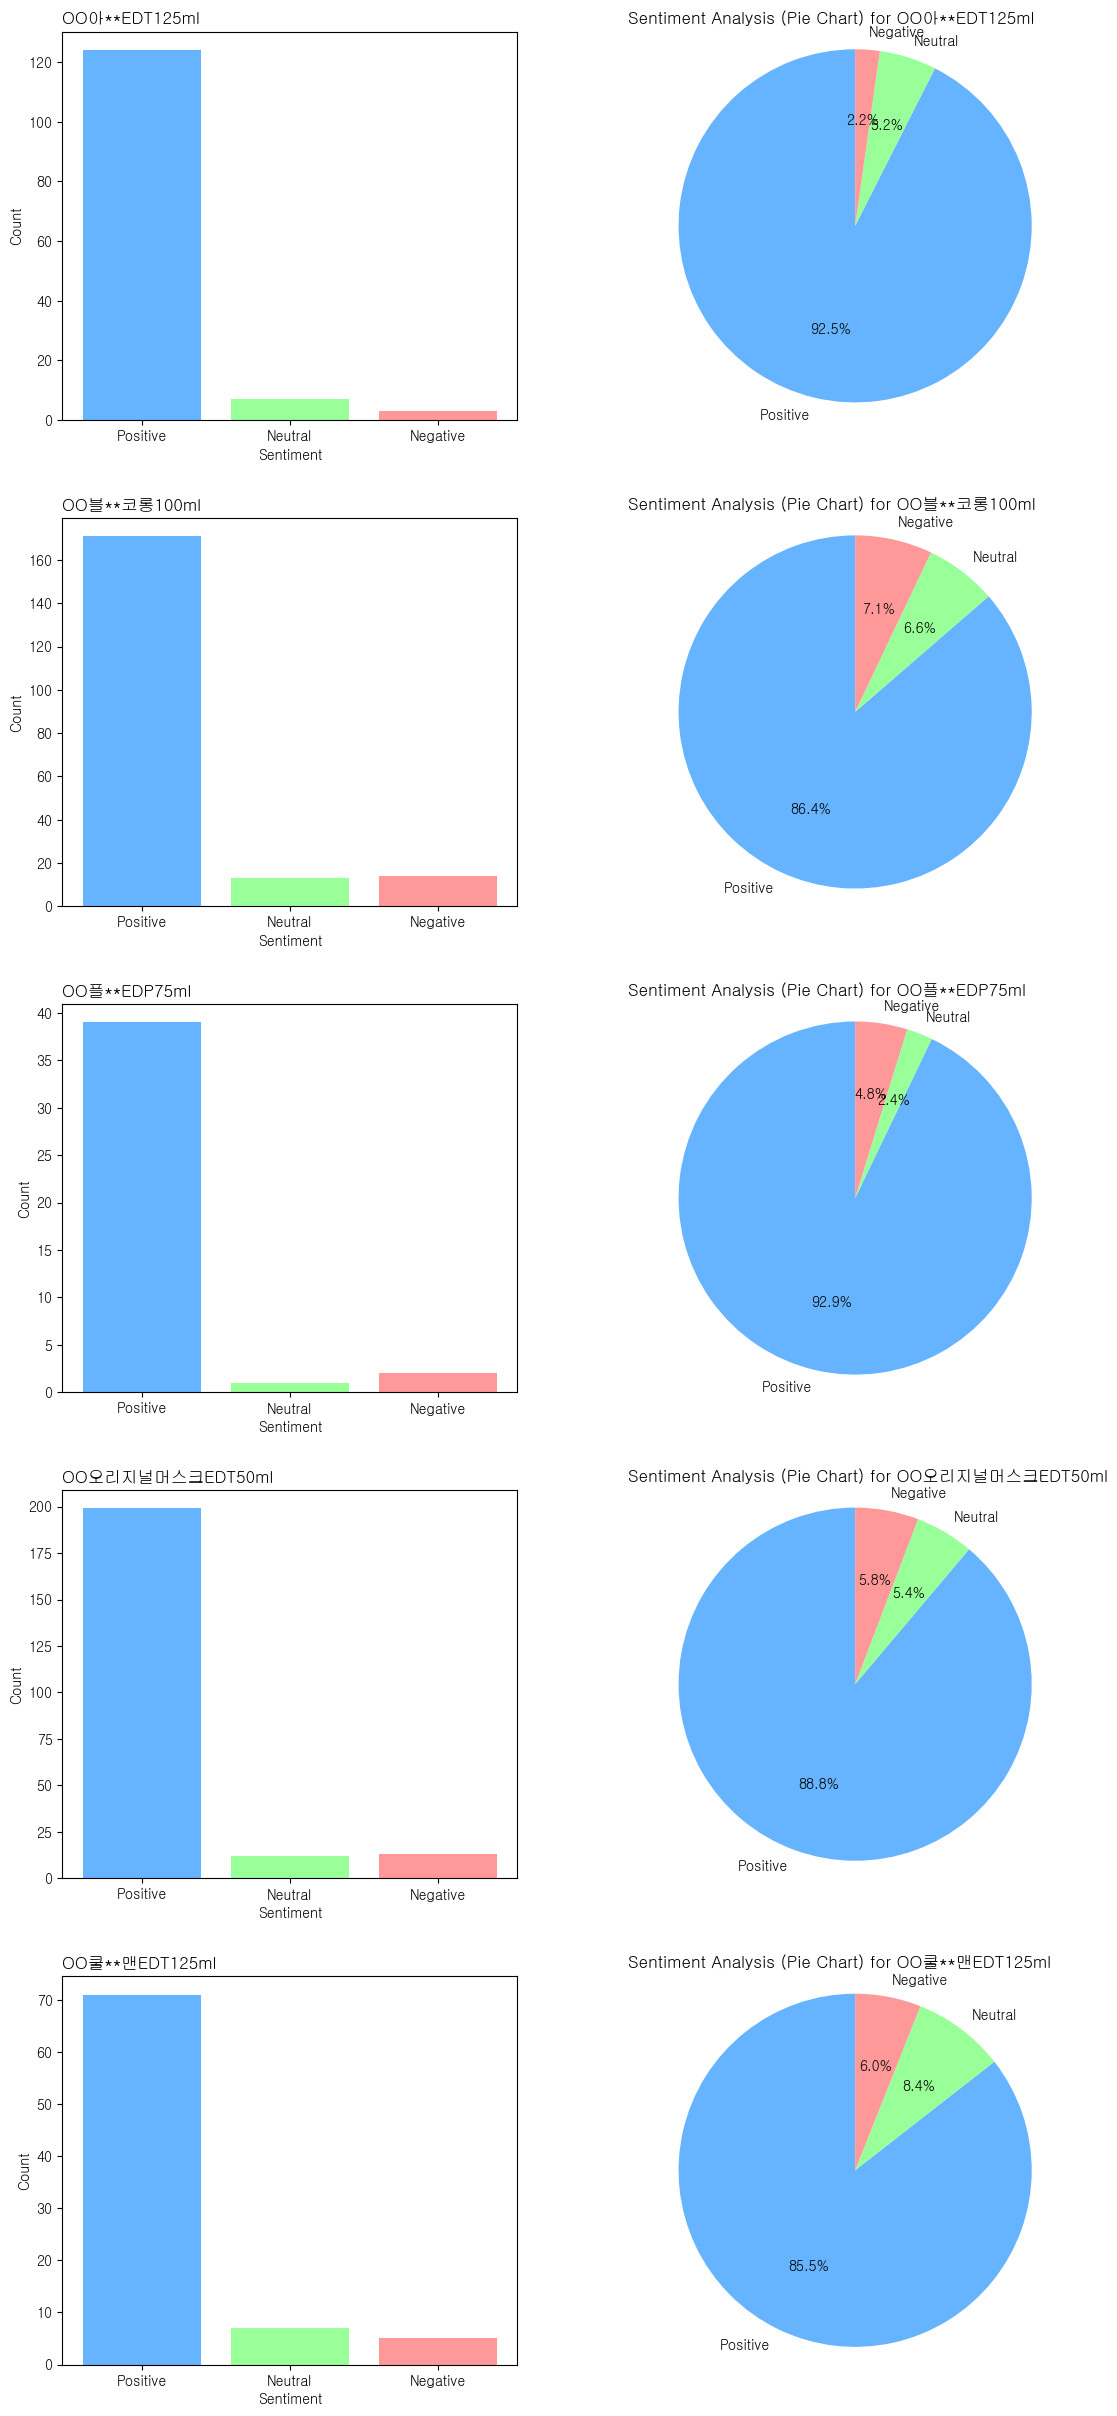 OO아**EDT125ml
120
100
80
60
40
20
0
Count
Positive
Neutral
Negative
Sentiment
Sentiment Analysis (Pie Chart) for OO아**EDT125ml
Negative
Neutral
2.2%
5.2%
92.5%
Positive
OO블**코롱100ml
160
140
120
100
80
60
40
20
0
Count
Positive
Neutral
Negative
Sentiment
Sentiment Analysis (Pie Chart) for OO블**코롱100ml
Negative
Neutral
7.1%
6.6%
86.4%
Positive
OO플**EDP75ml
40
35
30
25
20
15
10
5
0
Count
Positive
Neutral
Negative
Sentiment
Sentiment Analysis (Pie Chart) for OO플**EDP75ml
Negative
Neutral
4.8%
2.4%
92.9%
Positive
OO오리지널머스크EDT50ml
200
175
150
125
100
75
50
25
0
Count
Positive
Neutral
Negative
Sentiment
Sentiment Analysis (Pie Chart) for OO오리지널머스크EDT50ml
Negative
Neutral
5.8%
5.4%
88.8%
Positive
OO쿨**맨EDT125ml
70
60
50
40
30
20
10
0
Count
Positive
Neutral
Negative
Sentiment
Sentiment Analysis (Pie Chart) for OO쿨**맨EDT125ml
Negative
Neutral
6.0%
8.4%
85.5%
Positive